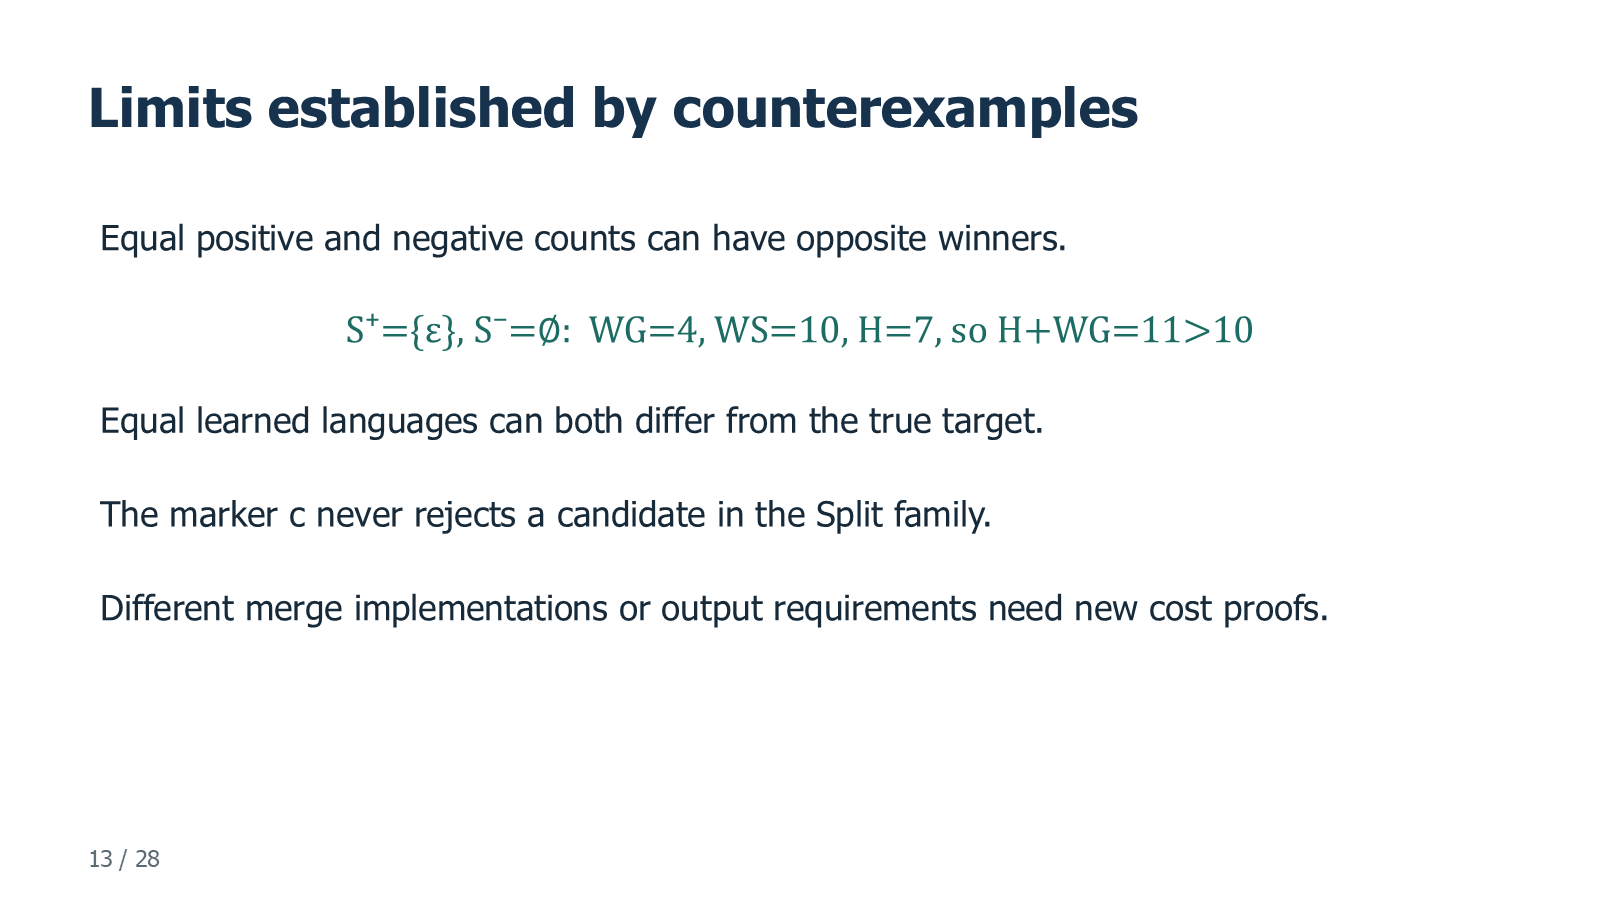 Limits established by counterexamples
Equal positive and negative counts can have opposite winners.
S⁺={ε}, S⁻=∅: WG=4, WS=10, H=7, so H+WG=11>10
Equal learned languages can both differ from the true target.
The marker c never rejects a candidate in the Split family.
Different merge implementations or output requirements need new cost proofs.
13 / 28